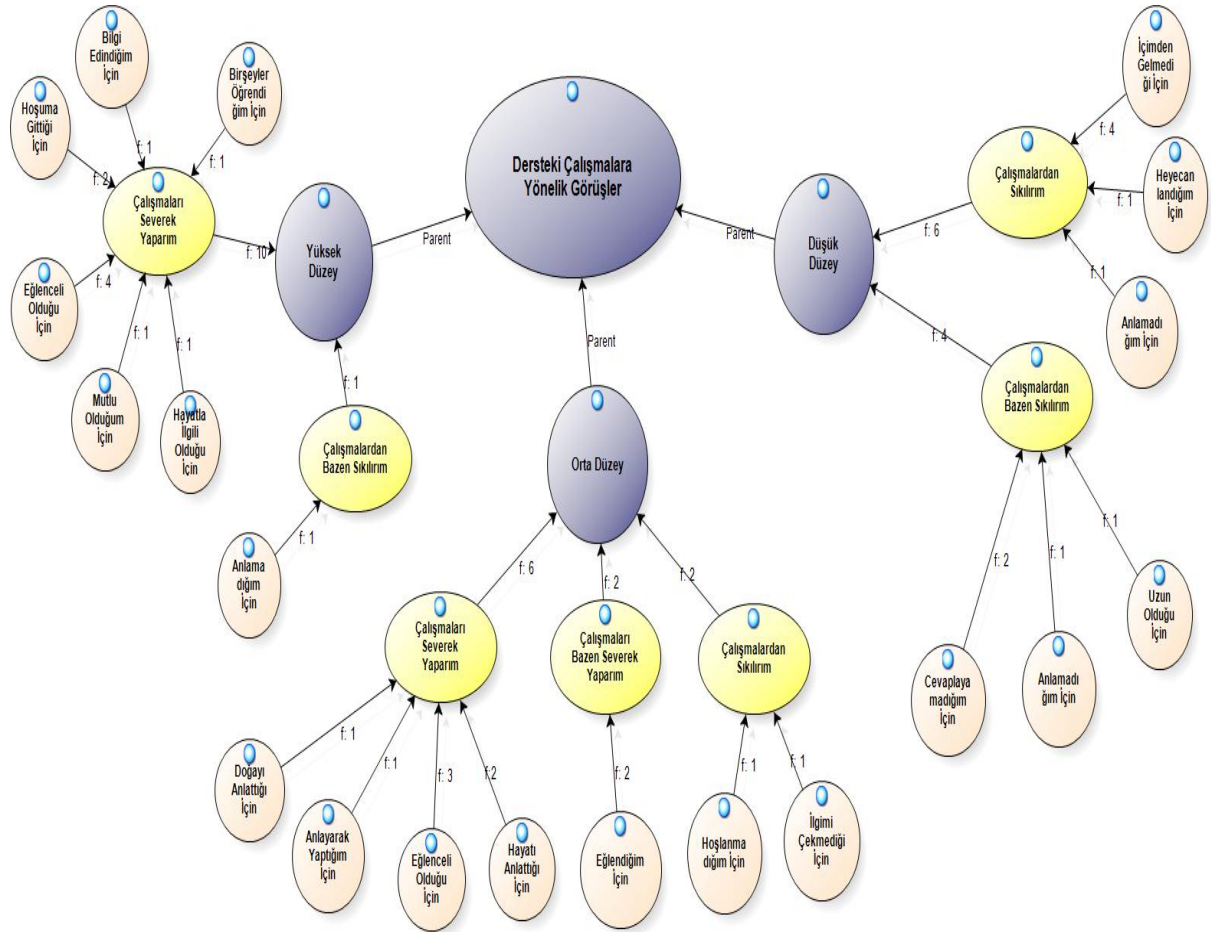 Bilgi
Edindiğim
İçin
Birşeyler
Öğrendi
ğim İçin
Hoşuma
Gittiği
İçin
f: 1
f: 1
f: 2
Çalışmaları
Severek
Yaparım
f: 10
Eğlenceli
Olduğu
İçin
f: 4
f: 1
f: 1
Mutlu
Olduğum
İçin
Hayatla
İlgili
Olduğu
İçin
Yüksek
Düzey
Parent
f: 1
Çalışmalardan
Bazen Sıkılırım
f: 1
Anlama
dığım
İçin
Dersteki Çalışmalara
Yönelik Görüşler
Parent
Parent
Düşük
Düzey
f: 6
Çalışmalardan
Sıkılırım
f: 4
İçimden
Gelmedi
ği İçin
f: 1
Heyecan
landığım
İçin
f: 1
Anlamadı
ğım İçin
f: 4
Çalışmalardan
Bazen Sıkılırım
f: 2
f: 1
f: 1
Cevaplaya
madığım
İçin
Anlamadı
ğım İçin
Uzun
Olduğu
İçin
Orta Düzey
f: 6
f: 2
f: 2
Çalışmaları
Severek
Yaparım
Çalışmaları
Bazen Severek
Yaparım
Çalışmalardan
Sıkılırım
f: 1
f: 1
f: 3
f: 2
f: 2
f: 1
f: 1
Doğayı
Anlattığı
İçin
Anlayarak
Yaptığım
İçin
Eğlenceli
Olduğu
İçin
Hayatı
Anlattığı
İçin
Eğlendiğim
İçin
Hoşlanma
dığım İçin
İlgimi
Çekmediği
İçin